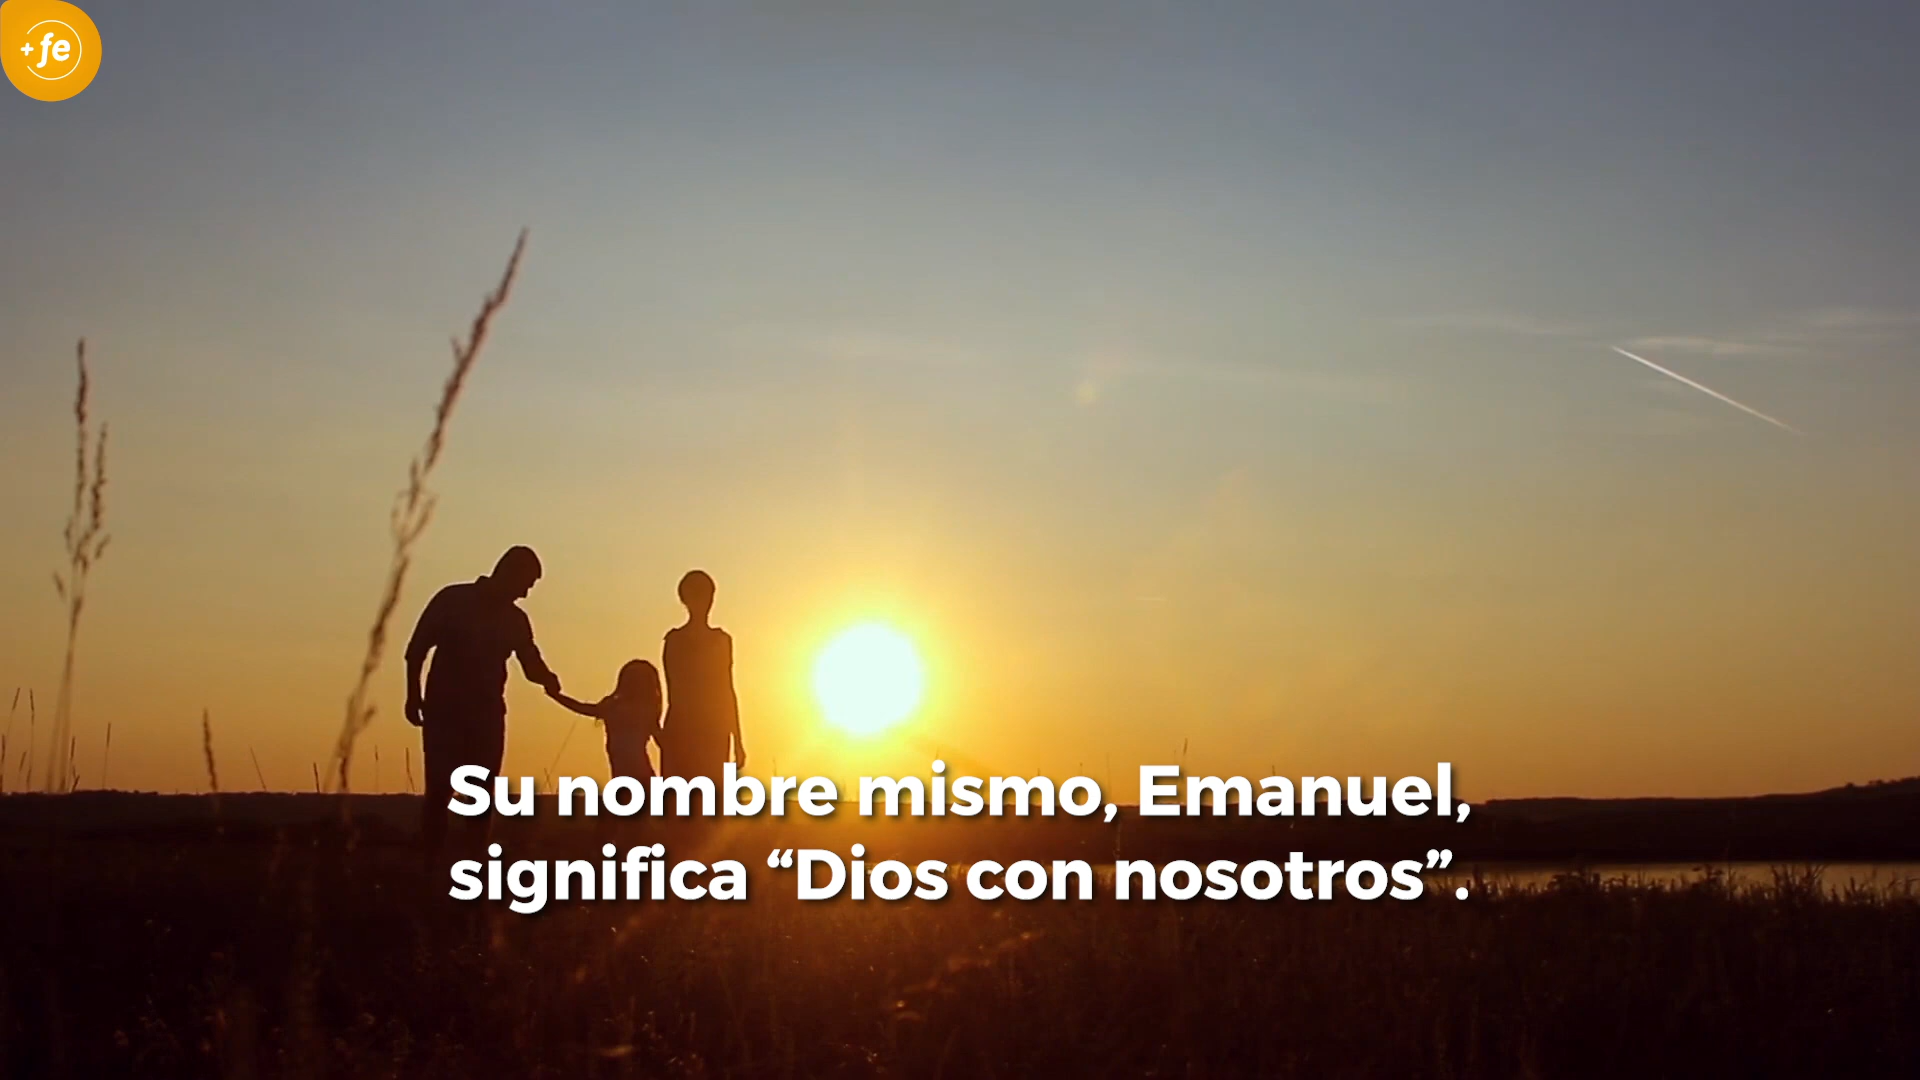 +fe
Su nombre mismo, Emanuel,
significa “Dios con nosotros”.